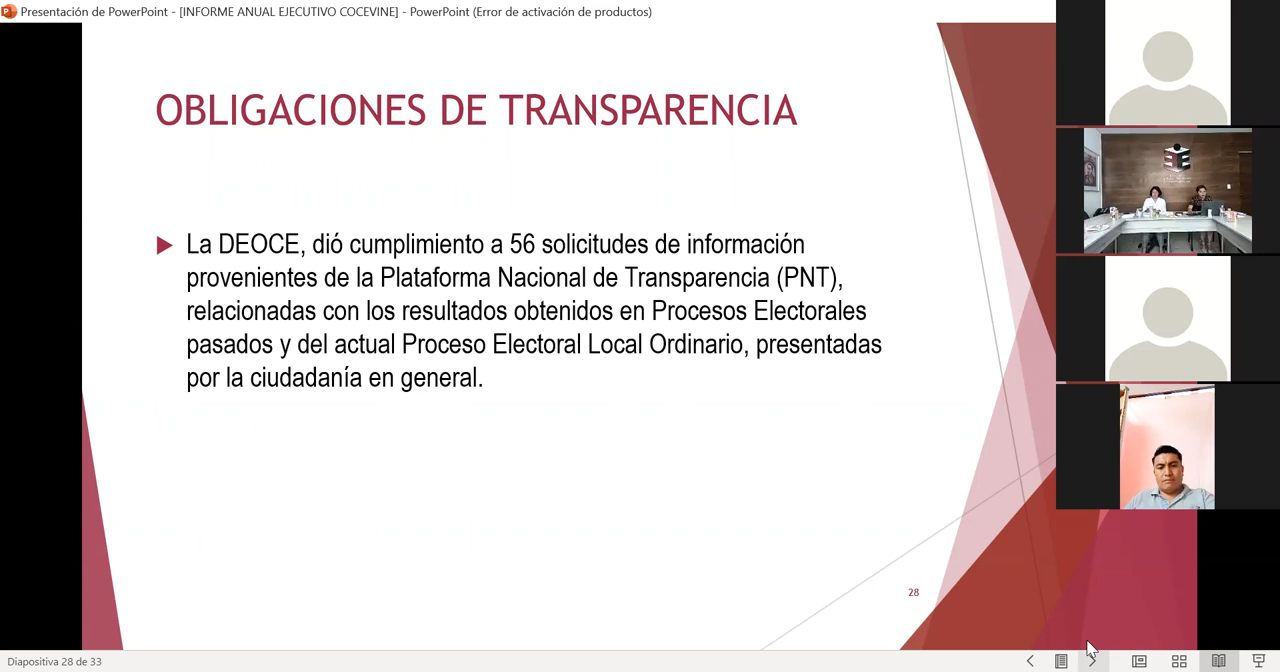 Presentación de PowerPoint - [INFORME ANUAL EJECUTIVO COCEVINE] - PowerPoint (Error de activación de productos)
OBLIGACIONES DE TRANSPARENCIA
La DEOCE, dió cumplimiento a 56 solicitudes de información
provenientes de la Plataforma Nacional de Transparencia (PNT),
relacionadas con los resultados obtenidos en Procesos Electorales
pasados y del actual Proceso Electoral Local Ordinario, presentadas
por la ciudadanía en general.
28
Diapositiva 28 de 33